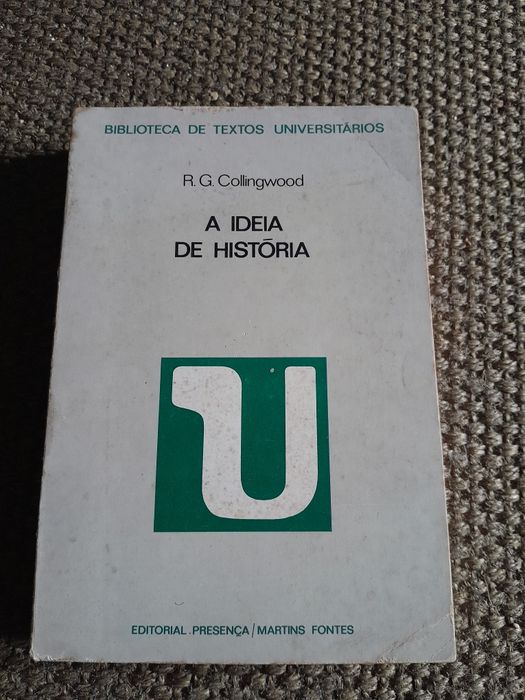 BIBLIOTECA DE TEXTOS UNIVERSITÁRIOS
R. G. Collingwood
A IDEIA
DE HISTÓRIA
U
EDITORIAL PRESENÇA/MARTINS FONTES